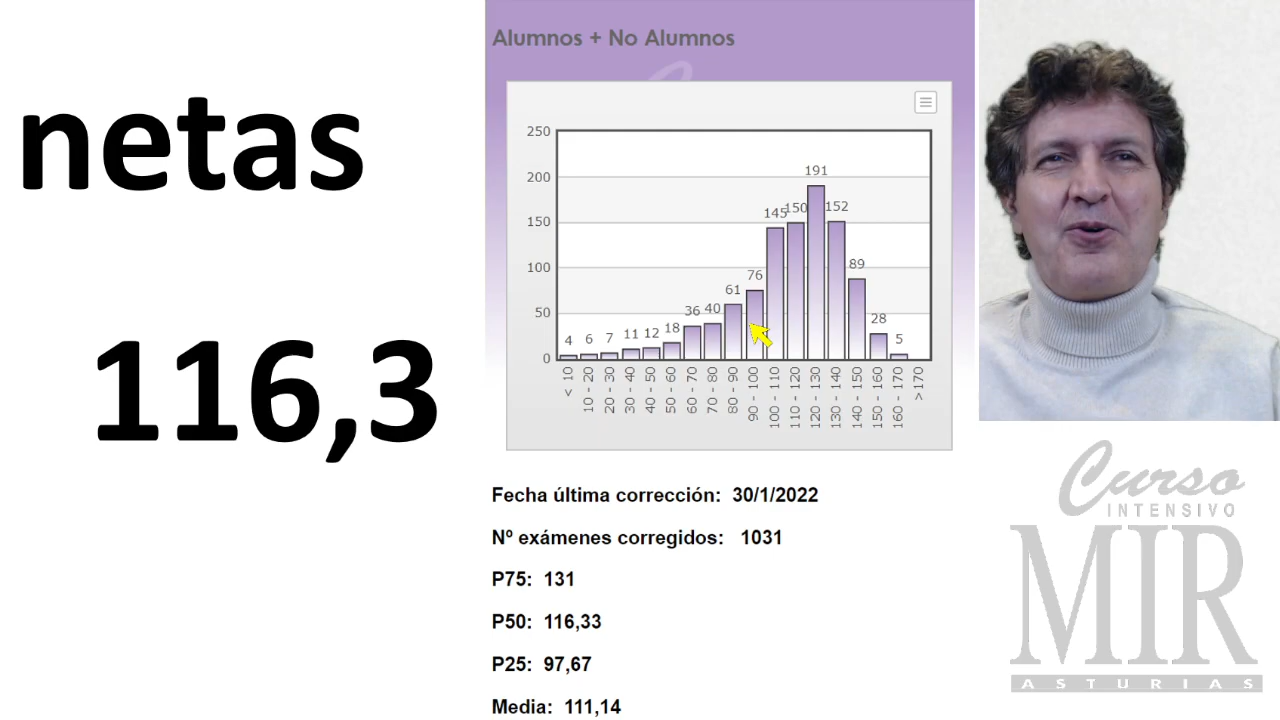 netas
116,3
Alumnos + No Alumnos
250
200
150
100
50
0
4
6
7
11
12
18
36
40
61
76
145
150
191
152
89
28
5
< 10
10 - 20
20 - 30
30 - 40
40 - 50
50 - 60
60 - 70
70 - 80
80 - 90
90 - 100
100 - 110
110 - 120
120 - 130
130 - 140
140 - 150
150 - 160
160 - 170
>170
Fecha última corrección: 30/1/2022
Nº exámenes corregidos: 1031
P75: 131
P50: 116,33
P25: 97,67
Media: 111,14
Curso
INTENSIVO
MIR
ASTURIAS